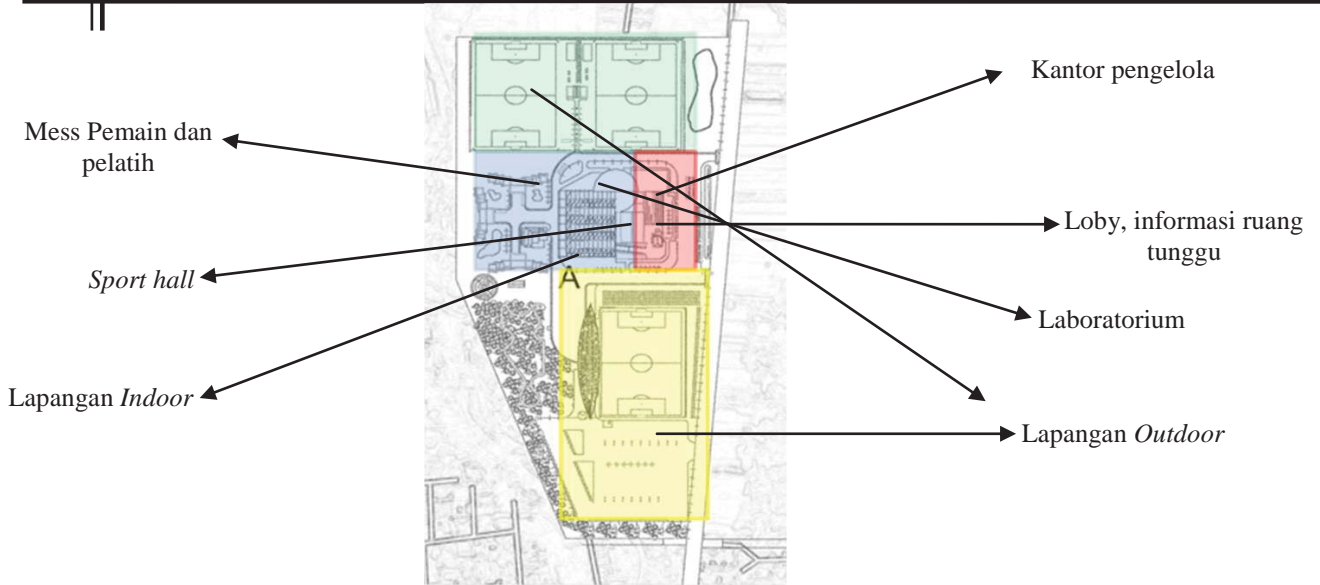 Kantor pengelola
Mess Pemain dan
pelatih
Loby, informasi ruang
tunggu
Sport hall
A
Laboratorium
Lapangan Indoor
Lapangan Outdoor